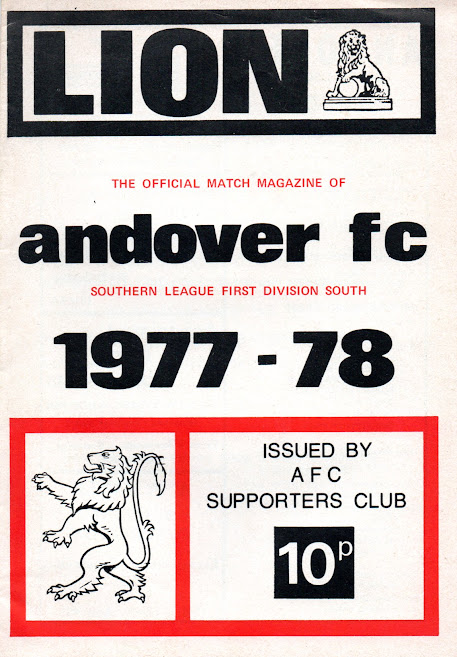 LION
THE OFFICIAL MATCH MAGAZINE OF
andover fc
SOUTHERN LEAGUE FIRST DIVISION SOUTH
1977 - 78
ISSUED BY
AFC
SUPPORTERS CLUB
10p